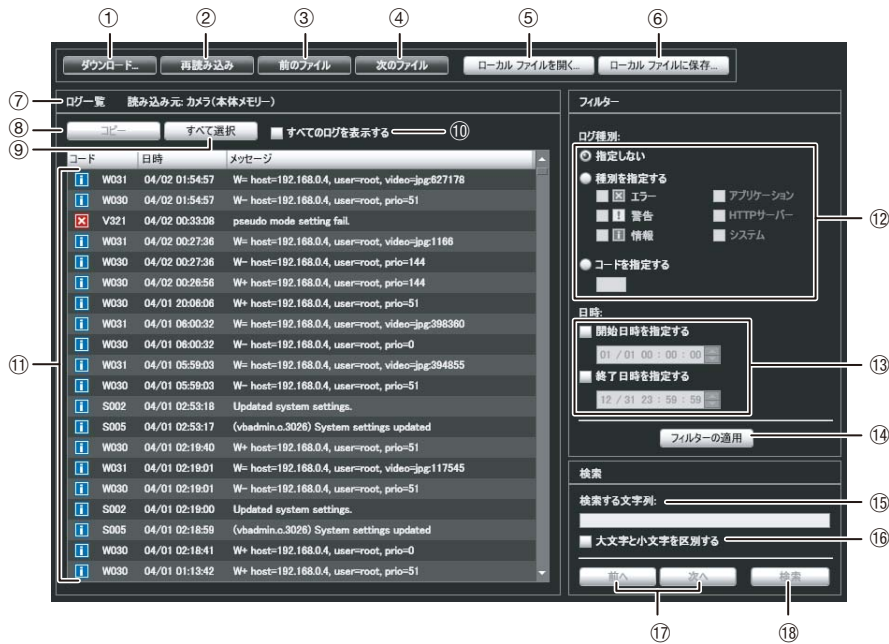 ① ② ③ ④ ⑤ ⑥
ダウンロード... 再読み込み 前のファイル 次のファイル ローカル ファイルを開く... ローカル ファイルに保存...
⑦ ログ一覧 読み込み元: カメラ(本体メモリー)
⑧ コピー すべて選択 すべてのログを表示する ⑩
⑨
コード 日時 メッセージ
W031 04/02 01:54:57 W= host=192.168.0.4, user=root, video=jpg:627178
W030 04/02 01:54:57 W- host=192.168.0.4, user=root, prio=51
V321 04/02 00:33:08 pseudo mode setting fail.
W031 04/02 00:27:36 W= host=192.168.0.4, user=root, video=jpg:1166
W030 04/02 00:27:36 W- host=192.168.0.4, user=root, prio=144
W030 04/02 00:26:56 W+ host=192.168.0.4, user=root, prio=144
W030 04/01 20:06:06 W+ host=192.168.0.4, user=root, prio=51
W031 04/01 06:00:32 W= host=192.168.0.4, user=root, video=jpg:398360
W030 04/01 06:00:32 W- host=192.168.0.4, user=root, prio=0
⑪ W031 04/01 05:59:03 W= host=192.168.0.4, user=root, video=jpg:394855
W030 04/01 05:59:03 W- host=192.168.0.4, user=root, prio=51
S002 04/01 02:53:18 Updated system settings.
S005 04/01 02:53:17 (vbadmin.c.3026) System settings updated
W030 04/01 02:19:40 W+ host=192.168.0.4, user=root, prio=51
W031 04/01 02:19:01 W= host=192.168.0.4, user=root, video=jpg:117545
W030 04/01 02:19:01 W- host=192.168.0.4, user=root, prio=51
S002 04/01 02:19:00 Updated system settings.
S005 04/01 02:18:59 (vbadmin.c.3026) System settings updated
W030 04/01 02:18:41 W+ host=192.168.0.4, user=root, prio=0
W030 04/01 01:13:42 W+ host=192.168.0.4, user=root, prio=51
フィルター
ログ種別:
指定しない
種別を指定する
エラー アプリケーション
警告 HTTPサーバー ⑫
情報 システム
コードを指定する
日時:
開始日時を指定する
01 / 01 00 : 00 : 00
⑬
終了日時を指定する
12 / 31 23 : 59 : 59
フィルターの適用 ⑭
検索
検索する文字列: ⑮
大文字と小文字を区別する ⑯
前へ 次へ 検索
⑰ ⑱